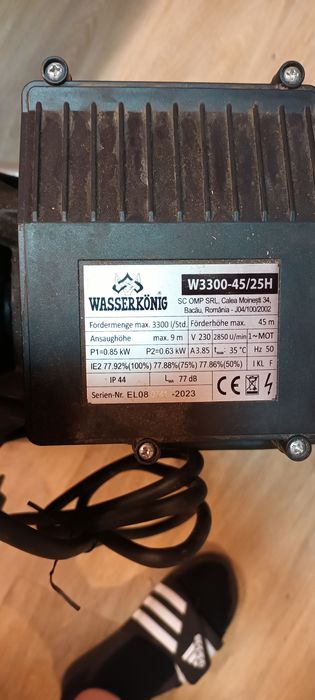 WASSERKÖNIG
W3300-45/25H
SC OMP SRL, Calea Moinești 34,
Bacău, România - J04/100/2002
Fördermenge max. 3300 l/Std. Förderhöhe max. 45 m
Ansaughöhe max. 9 m V 230 2850 U/min 1~MOT
P1=0.85 kW P2=0.63 kW A 3.85 tmax: 35°C Hz 50
IE2 77.92%(100%) 77.88%(75%) 77.86%(50%) I KL F
IP 44 LWA 77 dB
CE
Serien-Nr. EL08 -2023
adidas